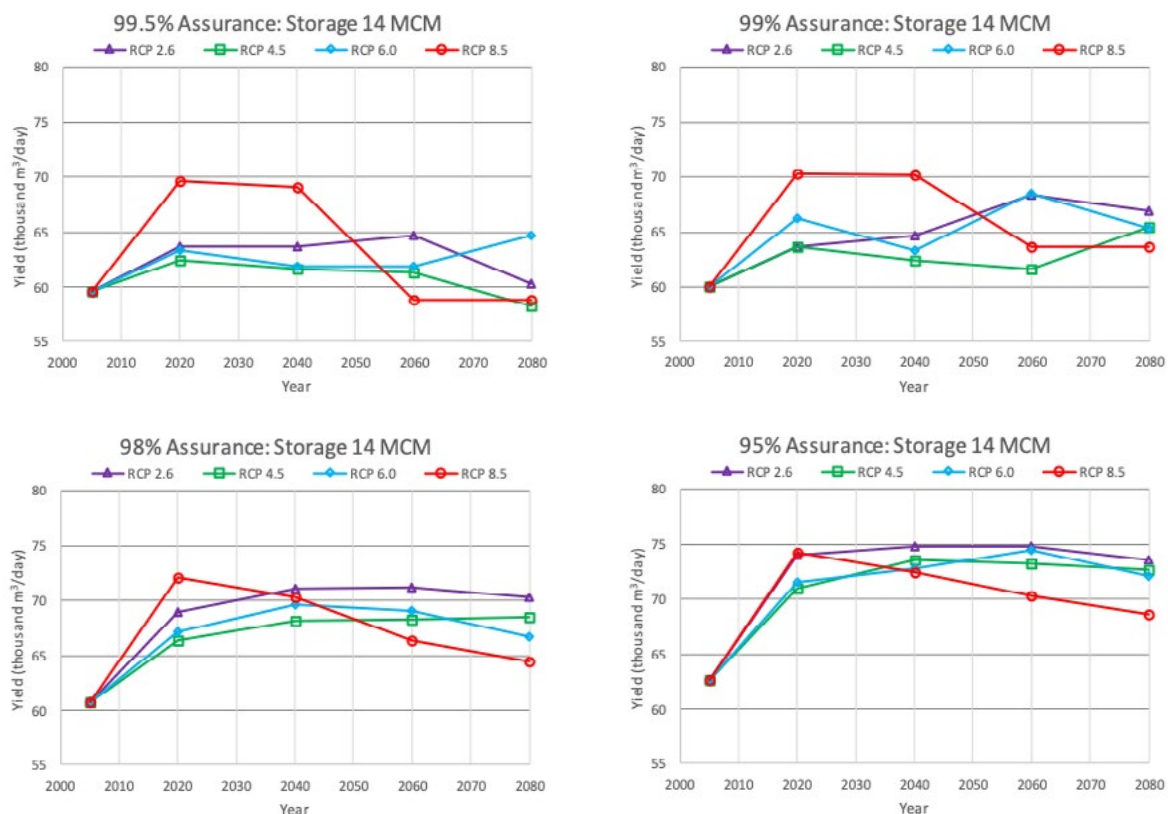 99.5% Assurance: Storage 14 MCM
RCP 2.6 RCP 4.5 RCP 6.0 RCP 8.5
80
75
70
65
60
55
Yield (thousand m³/day)
2000 2010 2020 2030 2040 2050 2060 2070 2080
Year
99% Assurance: Storage 14 MCM
RCP 2.6 RCP 4.5 RCP 6.0 RCP 8.5
80
75
70
65
60
55
Yield (thousand m³/day)
2000 2010 2020 2030 2040 2050 2060 2070 2080
Year
98% Assurance: Storage 14 MCM
RCP 2.6 RCP 4.5 RCP 6.0 RCP 8.5
80
75
70
65
60
55
Yield (thousand m³/day)
2000 2010 2020 2030 2040 2050 2060 2070 2080
Year
95% Assurance: Storage 14 MCM
RCP 2.6 RCP 4.5 RCP 6.0 RCP 8.5
80
75
70
65
60
55
Yield (thousand m³/day)
2000 2010 2020 2030 2040 2050 2060 2070 2080
Year